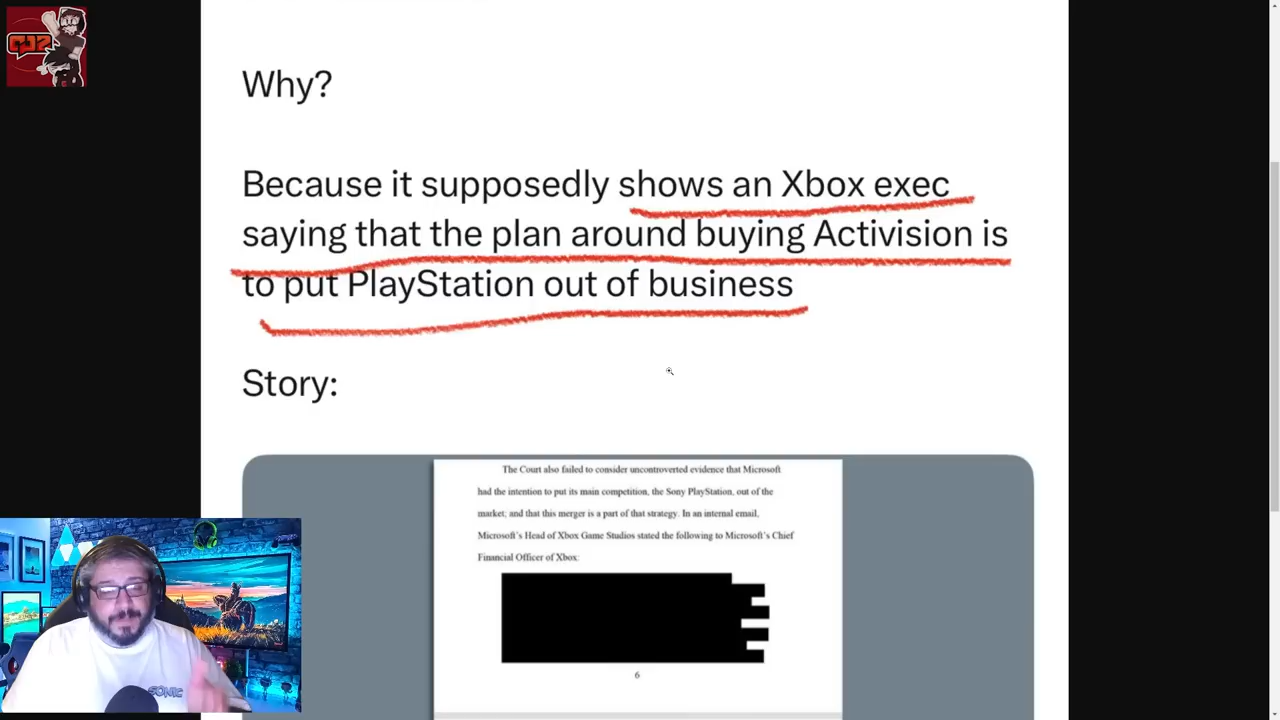 Why?
Because it supposedly shows an Xbox exec
saying that the plan around buying Activision is
to put PlayStation out of business
Story:
The Court also failed to consider uncontroverted evidence that Microsoft
had the intention to put its main competition, the Sony PlayStation, out of the
market; and that this merger is a part of that strategy. In an internal email,
Microsoft's Head of Xbox Game Studios stated the following to Microsoft's Chief
Financial Officer of Xbox:
6
SONIC